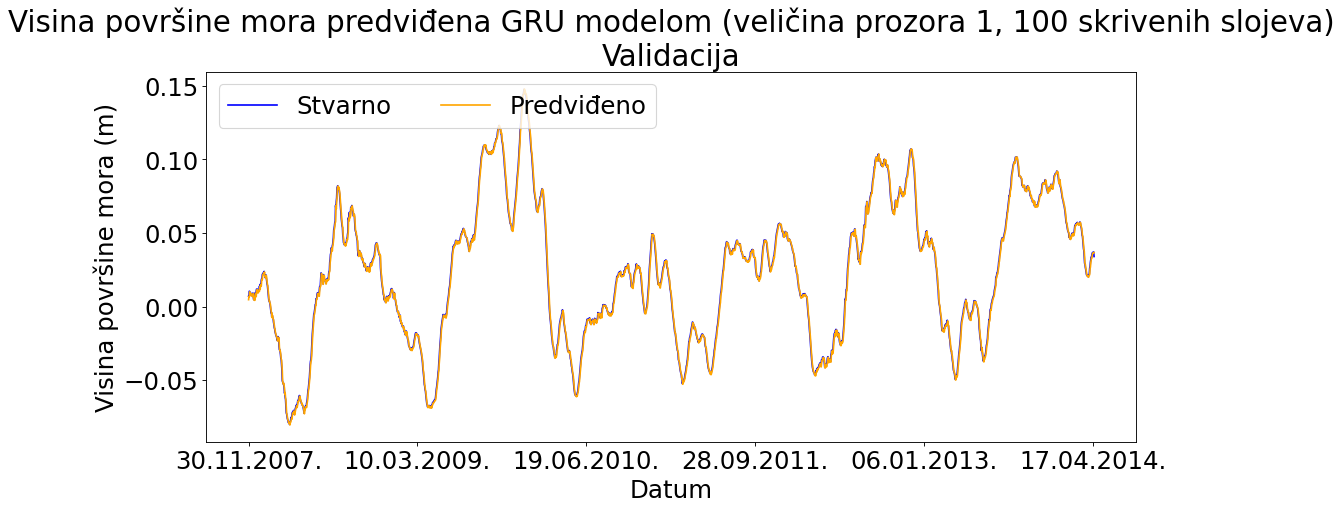 Visina površine mora predviđena GRU modelom (veličina prozora 1, 100 skrivenih slojeva)
Validacija
Stvarno Predviđeno
Visina površine mora (m)
0.15
0.10
0.05
0.00
−0.05
30.11.2007. 10.03.2009. 19.06.2010. 28.09.2011. 06.01.2013. 17.04.2014.
Datum